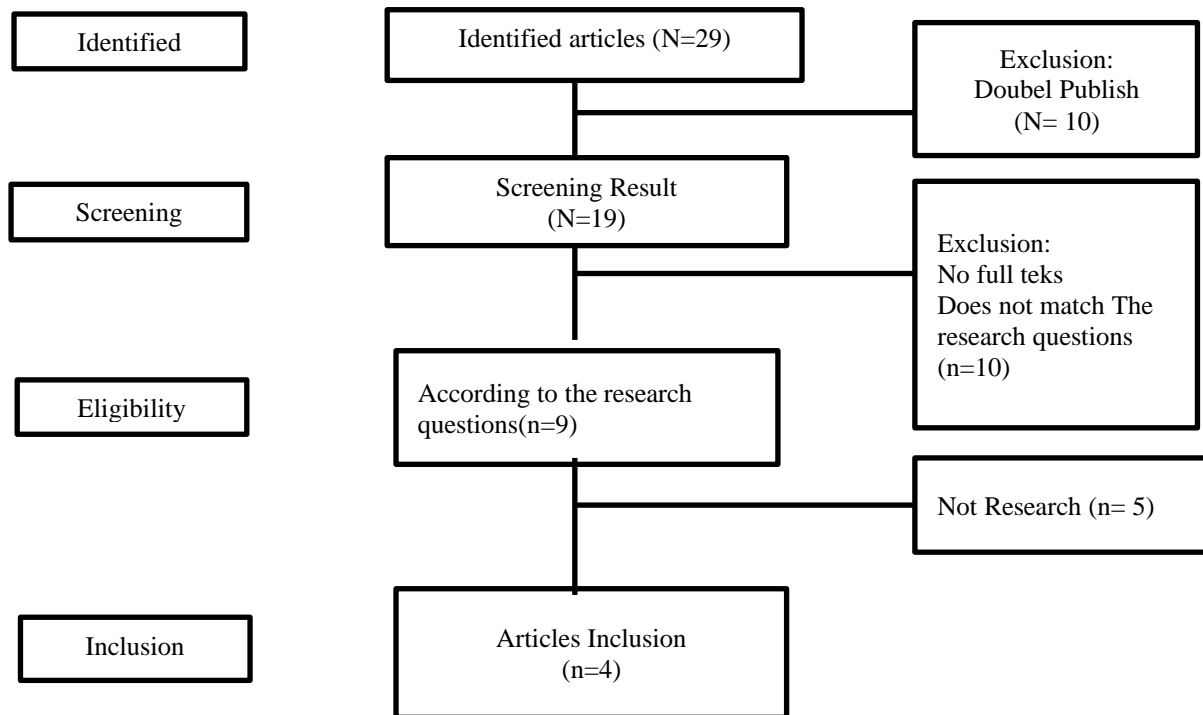 Identified
Identified articles (N=29)
Exclusion:
Doubel Publish
(N= 10)
Screening
Screening Result
(N=19)
Exclusion:
No full teks
Does not match The
research questions
(n=10)
Eligibility
According to the research
questions(n=9)
Not Research (n= 5)
Inclusion
Articles Inclusion
(n=4)